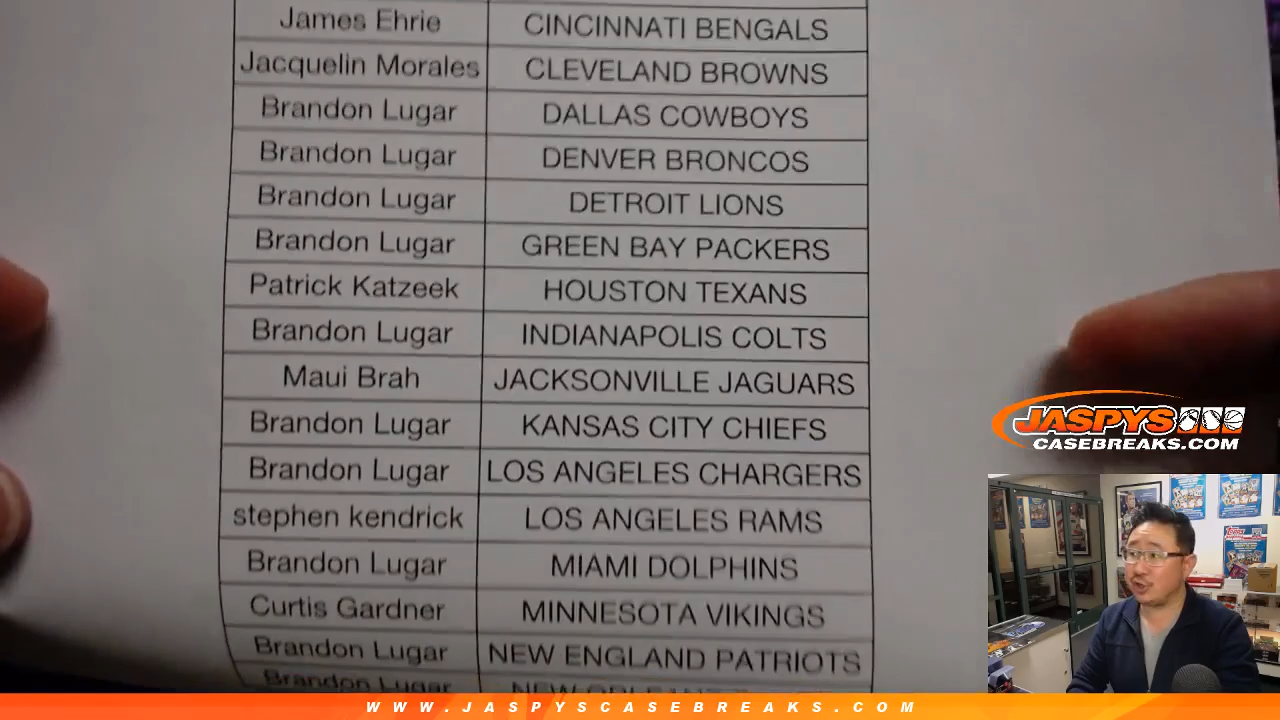 James Ehrie CINCINNATI BENGALS
Jacquelin Morales CLEVELAND BROWNS
Brandon Lugar DALLAS COWBOYS
Brandon Lugar DENVER BRONCOS
Brandon Lugar DETROIT LIONS
Brandon Lugar GREEN BAY PACKERS
Patrick Katzeek HOUSTON TEXANS
Brandon Lugar INDIANAPOLIS COLTS
Maui Brah JACKSONVILLE JAGUARS
Brandon Lugar KANSAS CITY CHIEFS
Brandon Lugar LOS ANGELES CHARGERS
stephen kendrick LOS ANGELES RAMS
Brandon Lugar MIAMI DOLPHINS
Curtis Gardner MINNESOTA VIKINGS
Brandon Lugar NEW ENGLAND PATRIOTS
Brandon Lugar NEW
JASPYS
CASEBREAKS.COM
WWW.JASPYSCASEBREAKS.COM